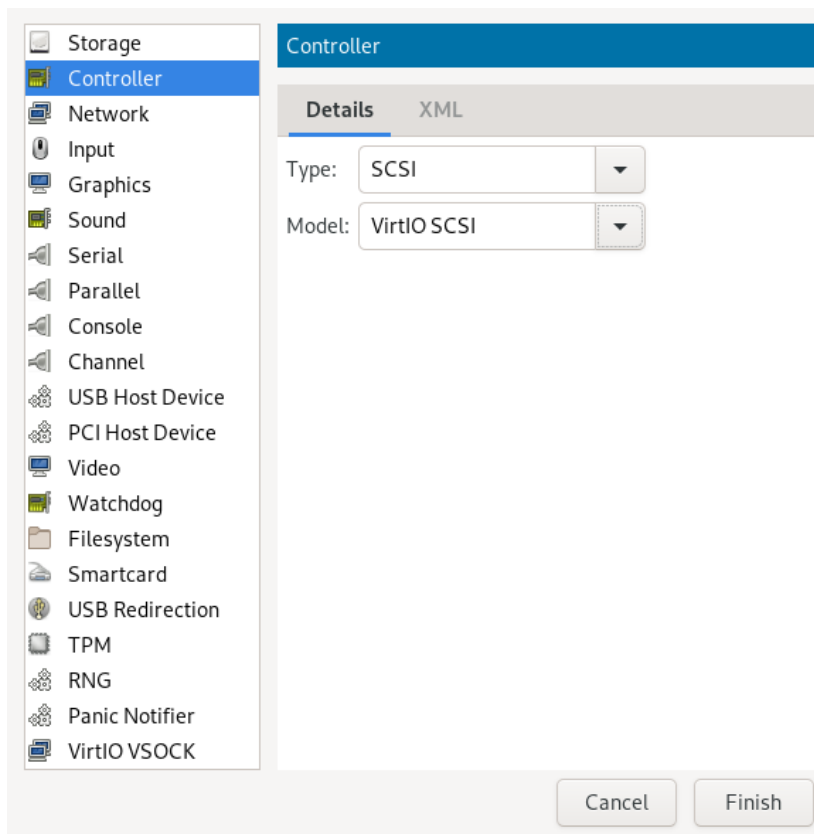 Storage
Controller
Network
Input
Graphics
Sound
Serial
Parallel
Console
Channel
USB Host Device
PCI Host Device
Video
Watchdog
Filesystem
Smartcard
USB Redirection
TPM
RNG
Panic Notifier
VirtIO VSOCK
Controller
Details XML
Type: SCSI
Model: VirtIO SCSI
Cancel Finish